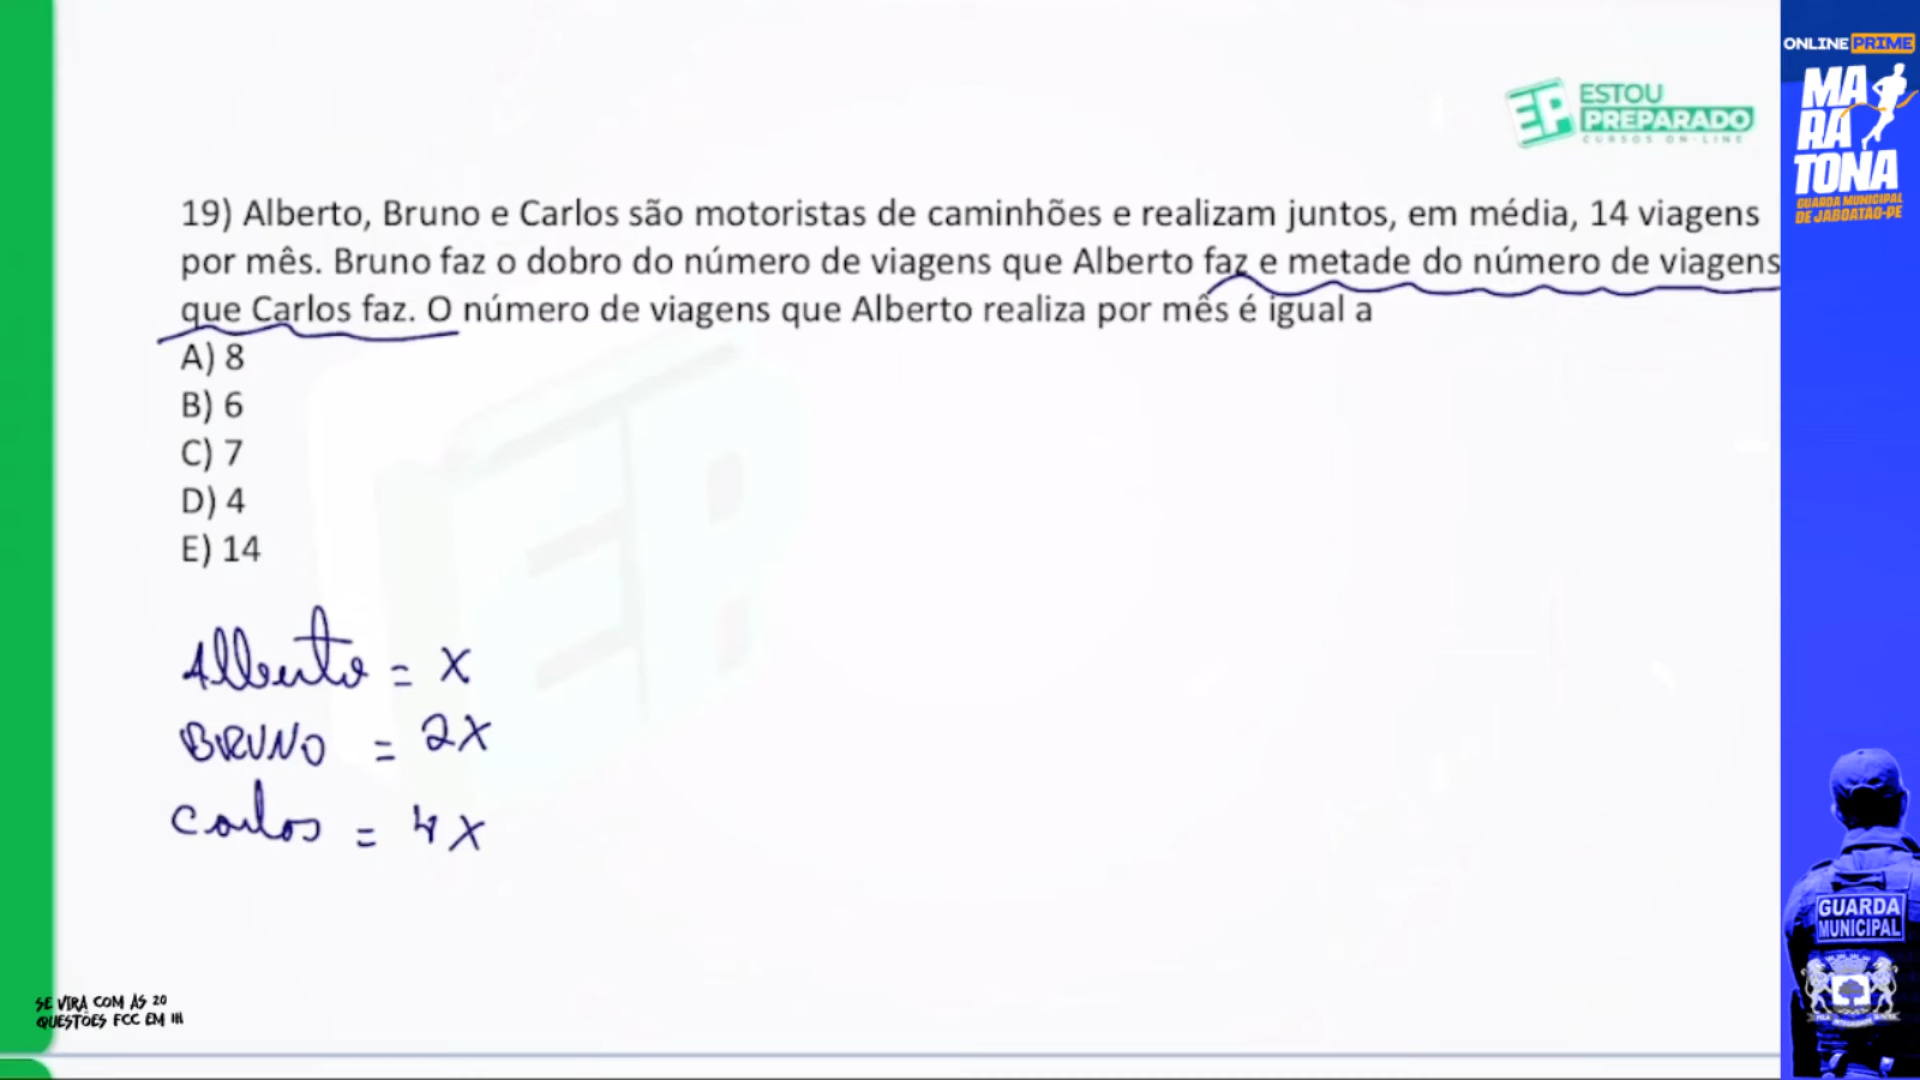 ONLINE PRIME
MA
RA
TONA
GUARDA MUNICIPAL
DE JABOATÃO-PE
EP ESTOU
PREPARADO
CURSOS ON-LINE
19) Alberto, Bruno e Carlos são motoristas de caminhões e realizam juntos, em média, 14 viagens
por mês. Bruno faz o dobro do número de viagens que Alberto faz e metade do número de viagens
que Carlos faz. O número de viagens que Alberto realiza por mês é igual a
A) 8
B) 6
C) 7
D) 4
E) 14
Alberto = X
BRUNO = 2X
Carlos = 4X
GUARDA
MUNICIPAL
SE VIRA COM AS 20
QUESTÕES FCC EM 1H